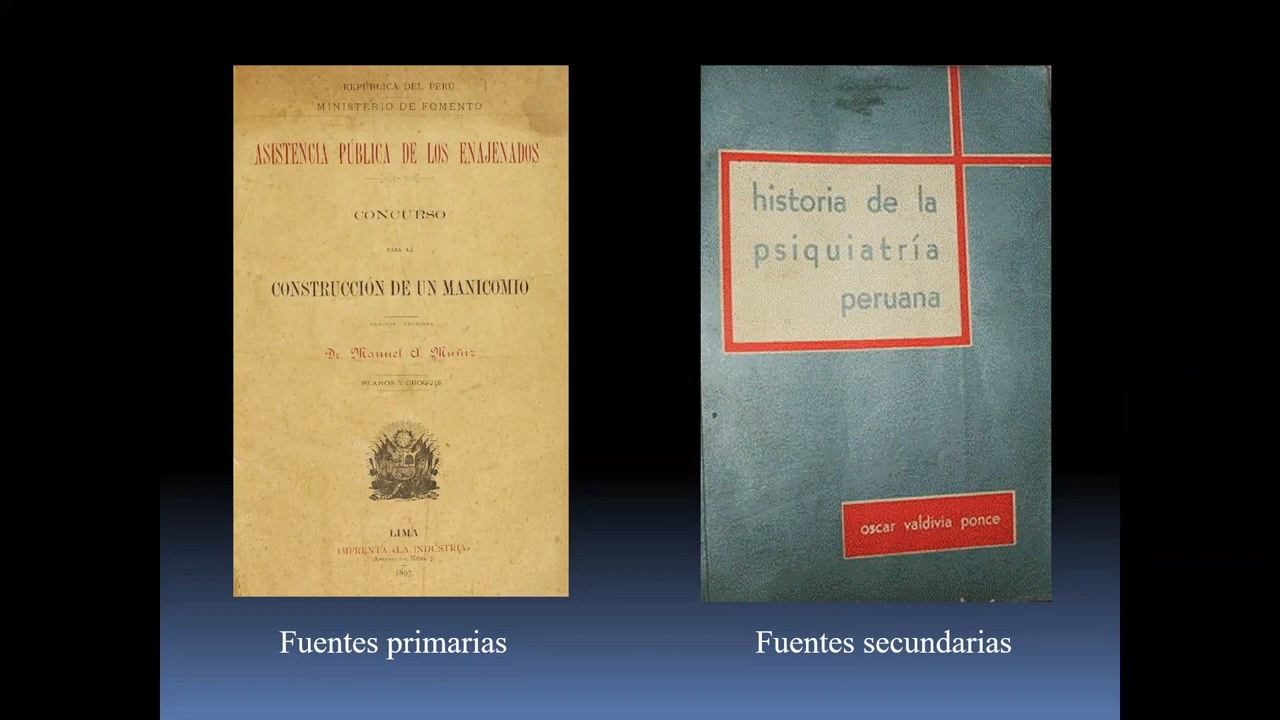 REPÚBLICA DEL PERÚ
MINISTERIO DE FOMENTO
ASISTENCIA PÚBLICA DE LOS ENAJENADOS
CONCURSO
PARA LA
CONSTRUCCIÓN DE UN MANICOMIO
Dr. Manuel A. Muñiz
PLANOS Y CROQUIS
LIMA
IMPRENTA «LA INDUSTRIA»
1897
historia de la
psiquiatría
peruana
oscar valdivia ponce
Fuentes primarias
Fuentes secundarias